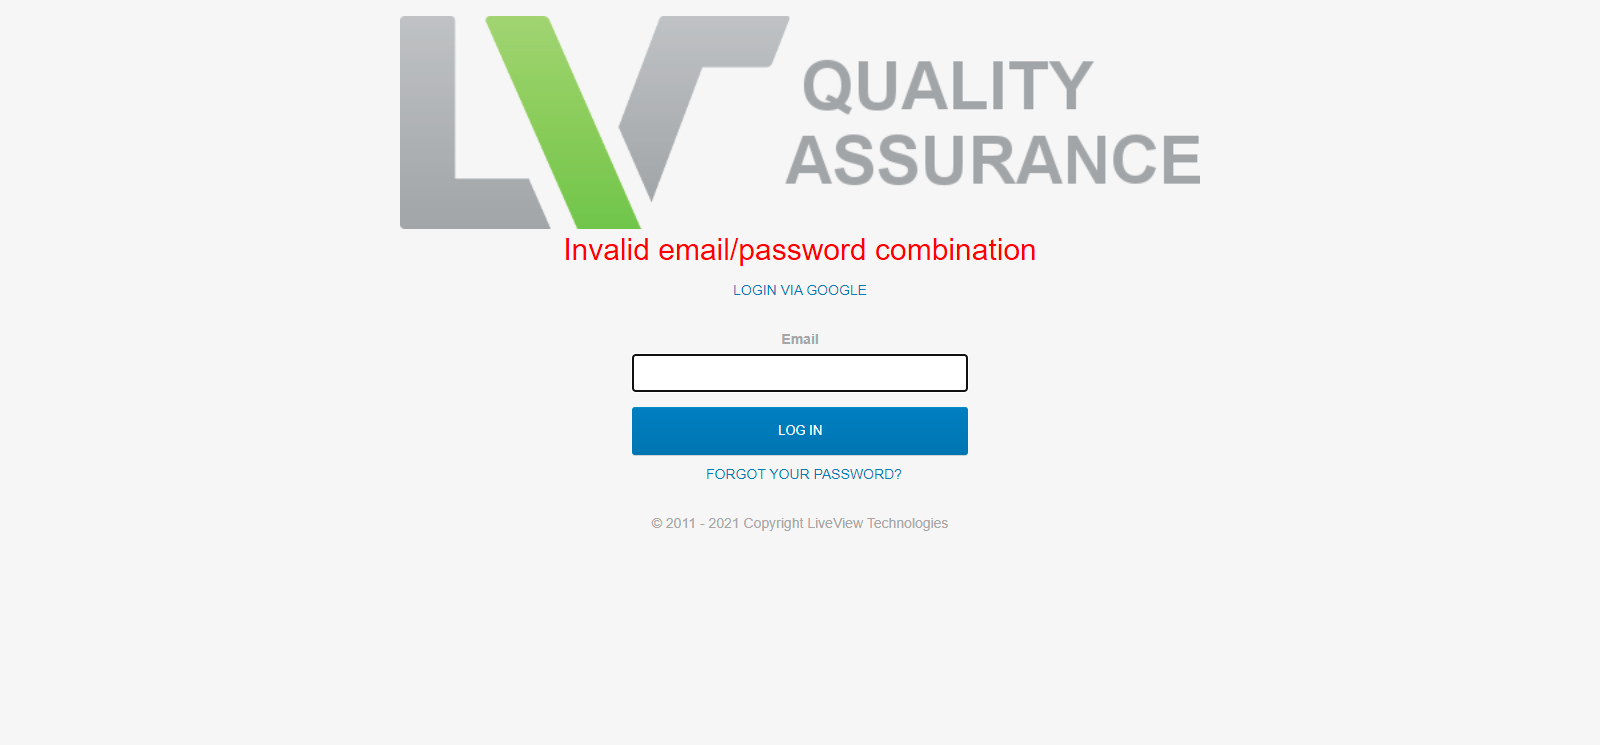 LVT
QUALITY
ASSURANCE
Invalid email/password combination
LOGIN VIA GOOGLE
Email
LOG IN
FORGOT YOUR PASSWORD?
© 2011 - 2021 Copyright LiveView Technologies